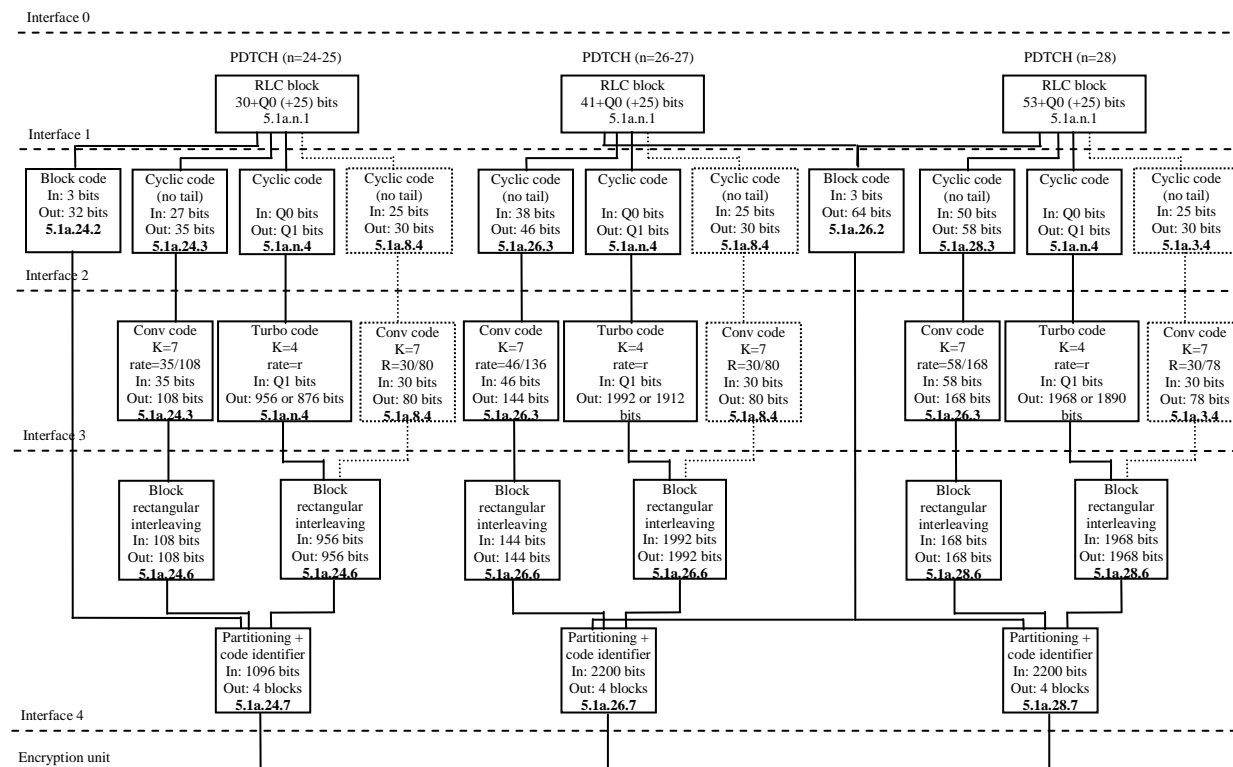 Interface 0
PDTCH (n=24-25)
PDTCH (n=26-27)
PDTCH (n=28)
RLC block
30+Q0 (+25) bits
5.1a.n.1
RLC block
41+Q0 (+25) bits
5.1a.n.1
RLC block
53+Q0 (+25) bits
5.1a.n.1
Interface 1
Block code
In: 3 bits
Out: 32 bits
5.1a.24.2
Cyclic code
(no tail)
In: 27 bits
Out: 35 bits
5.1a.24.3
Cyclic code
In: Q0 bits
Out: Q1 bits
5.1a.n.4
Cyclic code
(no tail)
In: 25 bits
Out: 30 bits
5.1a.8.4
Cyclic code
(no tail)
In: 38 bits
Out: 46 bits
5.1a.26.3
Cyclic code
In: Q0 bits
Out: Q1 bits
5.1a.n.4
Cyclic code
(no tail)
In: 25 bits
Out: 30 bits
5.1a.8.4
Block code
In: 3 bits
Out: 64 bits
5.1a.26.2
Cyclic code
(no tail)
In: 50 bits
Out: 58 bits
5.1a.28.3
Cyclic code
In: Q0 bits
Out: Q1 bits
5.1a.n.4
Cyclic code
(no tail)
In: 25 bits
Out: 30 bits
5.1a.3.4
Interface 2
Conv code
K=7
rate=35/108
In: 35 bits
Out: 108 bits
5.1a.24.3
Turbo code
K=4
rate=r
In: Q1 bits
Out: 956 or 876 bits
5.1a.n.4
Conv code
K=7
R=30/80
In: 30 bits
Out: 80 bits
5.1a.8.4
Conv code
K=7
rate=46/136
In: 46 bits
Out: 144 bits
5.1a.26.3
Turbo code
K=4
rate=r
In: Q1 bits
Out: 1992 or 1912
bits
Conv code
K=7
R=30/80
In: 30 bits
Out: 80 bits
5.1a.8.4
Conv code
K=7
rate=58/168
In: 58 bits
Out: 168 bits
5.1a.26.3
Turbo code
K=4
rate=r
In: Q1 bits
Out: 1968 or 1890
bits
Conv code
K=7
R=30/78
In: 30 bits
Out: 78 bits
5.1a.3.4
Interface 3
Block
rectangular
interleaving
In: 108 bits
Out: 108 bits
5.1a.24.6
Block
rectangular
interleaving
In: 956 bits
Out: 956 bits
5.1a.24.6
Block
rectangular
interleaving
In: 144 bits
Out: 144 bits
5.1a.26.6
Block
rectangular
interleaving
In: 1992 bits
Out: 1992 bits
5.1a.26.6
Block
rectangular
interleaving
In: 168 bits
Out: 168 bits
5.1a.28.6
Block
rectangular
interleaving
In: 1968 bits
Out: 1968 bits
5.1a.28.6
Partitioning +
code identifier
In: 1096 bits
Out: 4 blocks
5.1a.24.7
Partitioning +
code identifier
In: 2200 bits
Out: 4 blocks
5.1a.26.7
Partitioning +
code identifier
In: 2200 bits
Out: 4 blocks
5.1a.28.7
Interface 4
Encryption unit